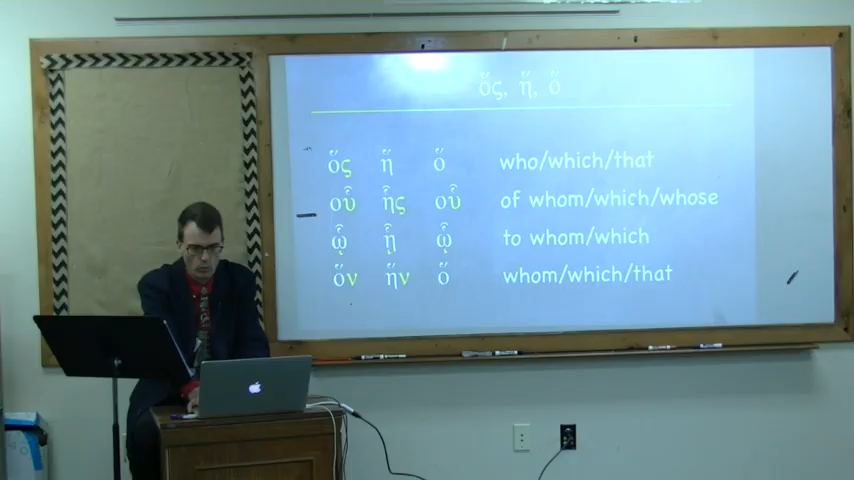 ὅς, ἥ, ὅ
ὅς ἥ ὅ who/which/that
οὗ ἧς οὗ of whom/which/whose
ᾧ ᾗ ᾧ to whom/which
ὅν ἥν ὅ whom/which/that